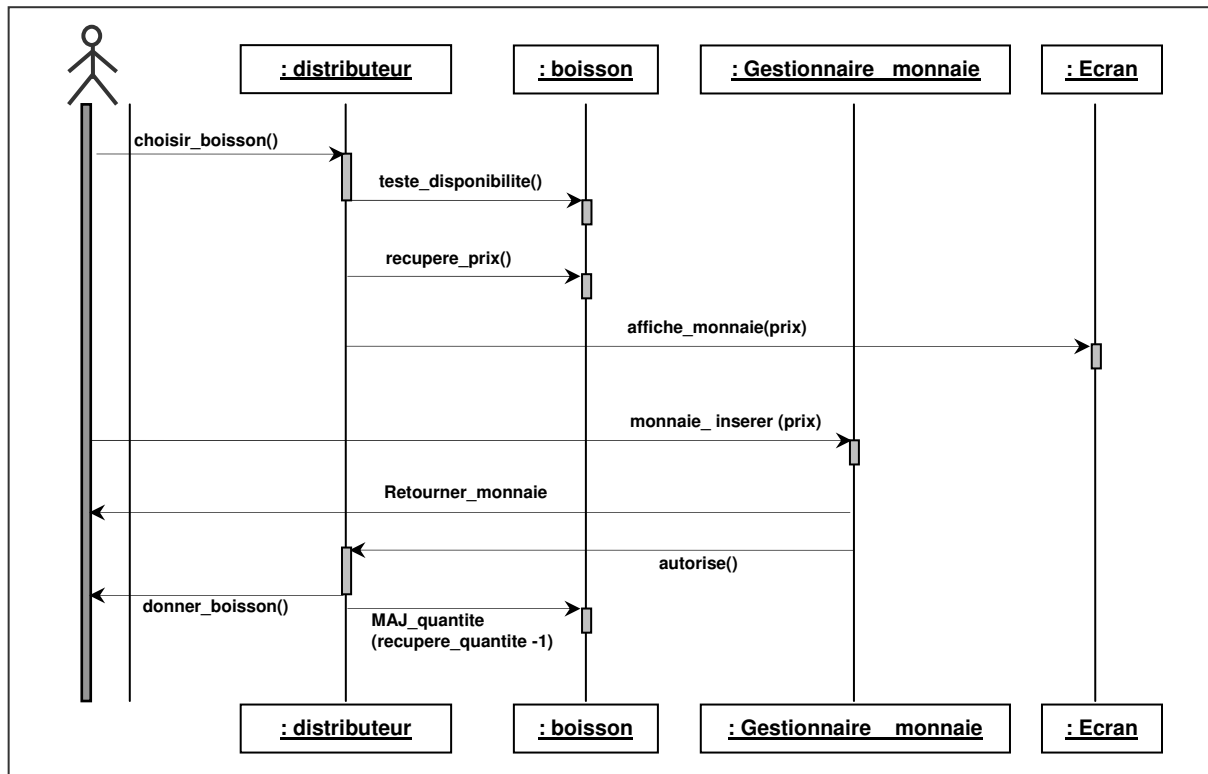 : distributeur
: boisson
: Gestionnaire monnaie
: Ecran
choisir_boisson()
teste_disponibilite()
recupere_prix()
affiche_monnaie(prix)
monnaie_ inserer (prix)
Retourner_monnaie
autorise()
donner_boisson()
MAJ_quantite
(recupere_quantite -1)
: distributeur
: boisson
: Gestionnaire monnaie
: Ecran